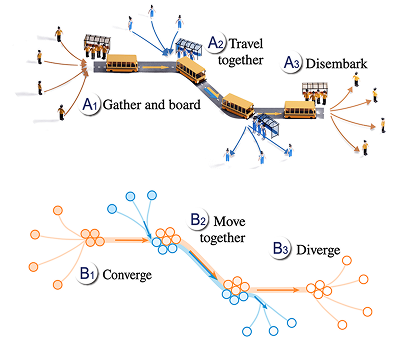 A2 Travel
together
A3 Disembark
A1 Gather and board
B2 Move
together
B3 Diverge
B1 Converge